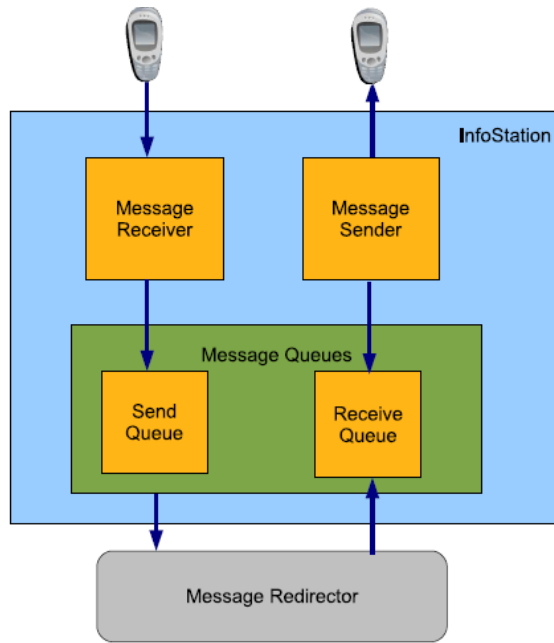 InfoStation
Message
Receiver
Message
Sender
Message Queues
Send
Queue
Receive
Queue
Message Redirector